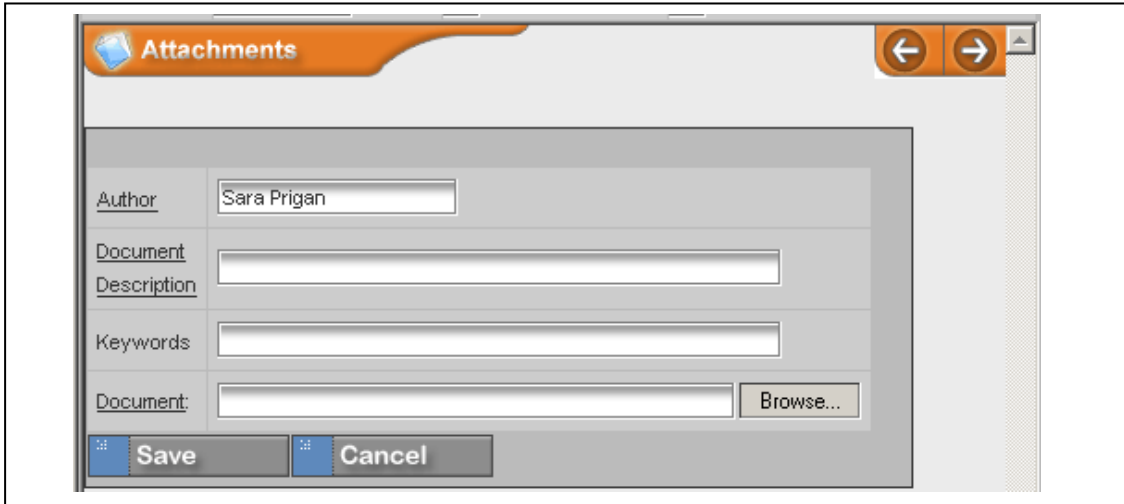 Attachments
Author
Sara Prigan
Document
Description
Keywords
Document:
Browse...
Save
Cancel